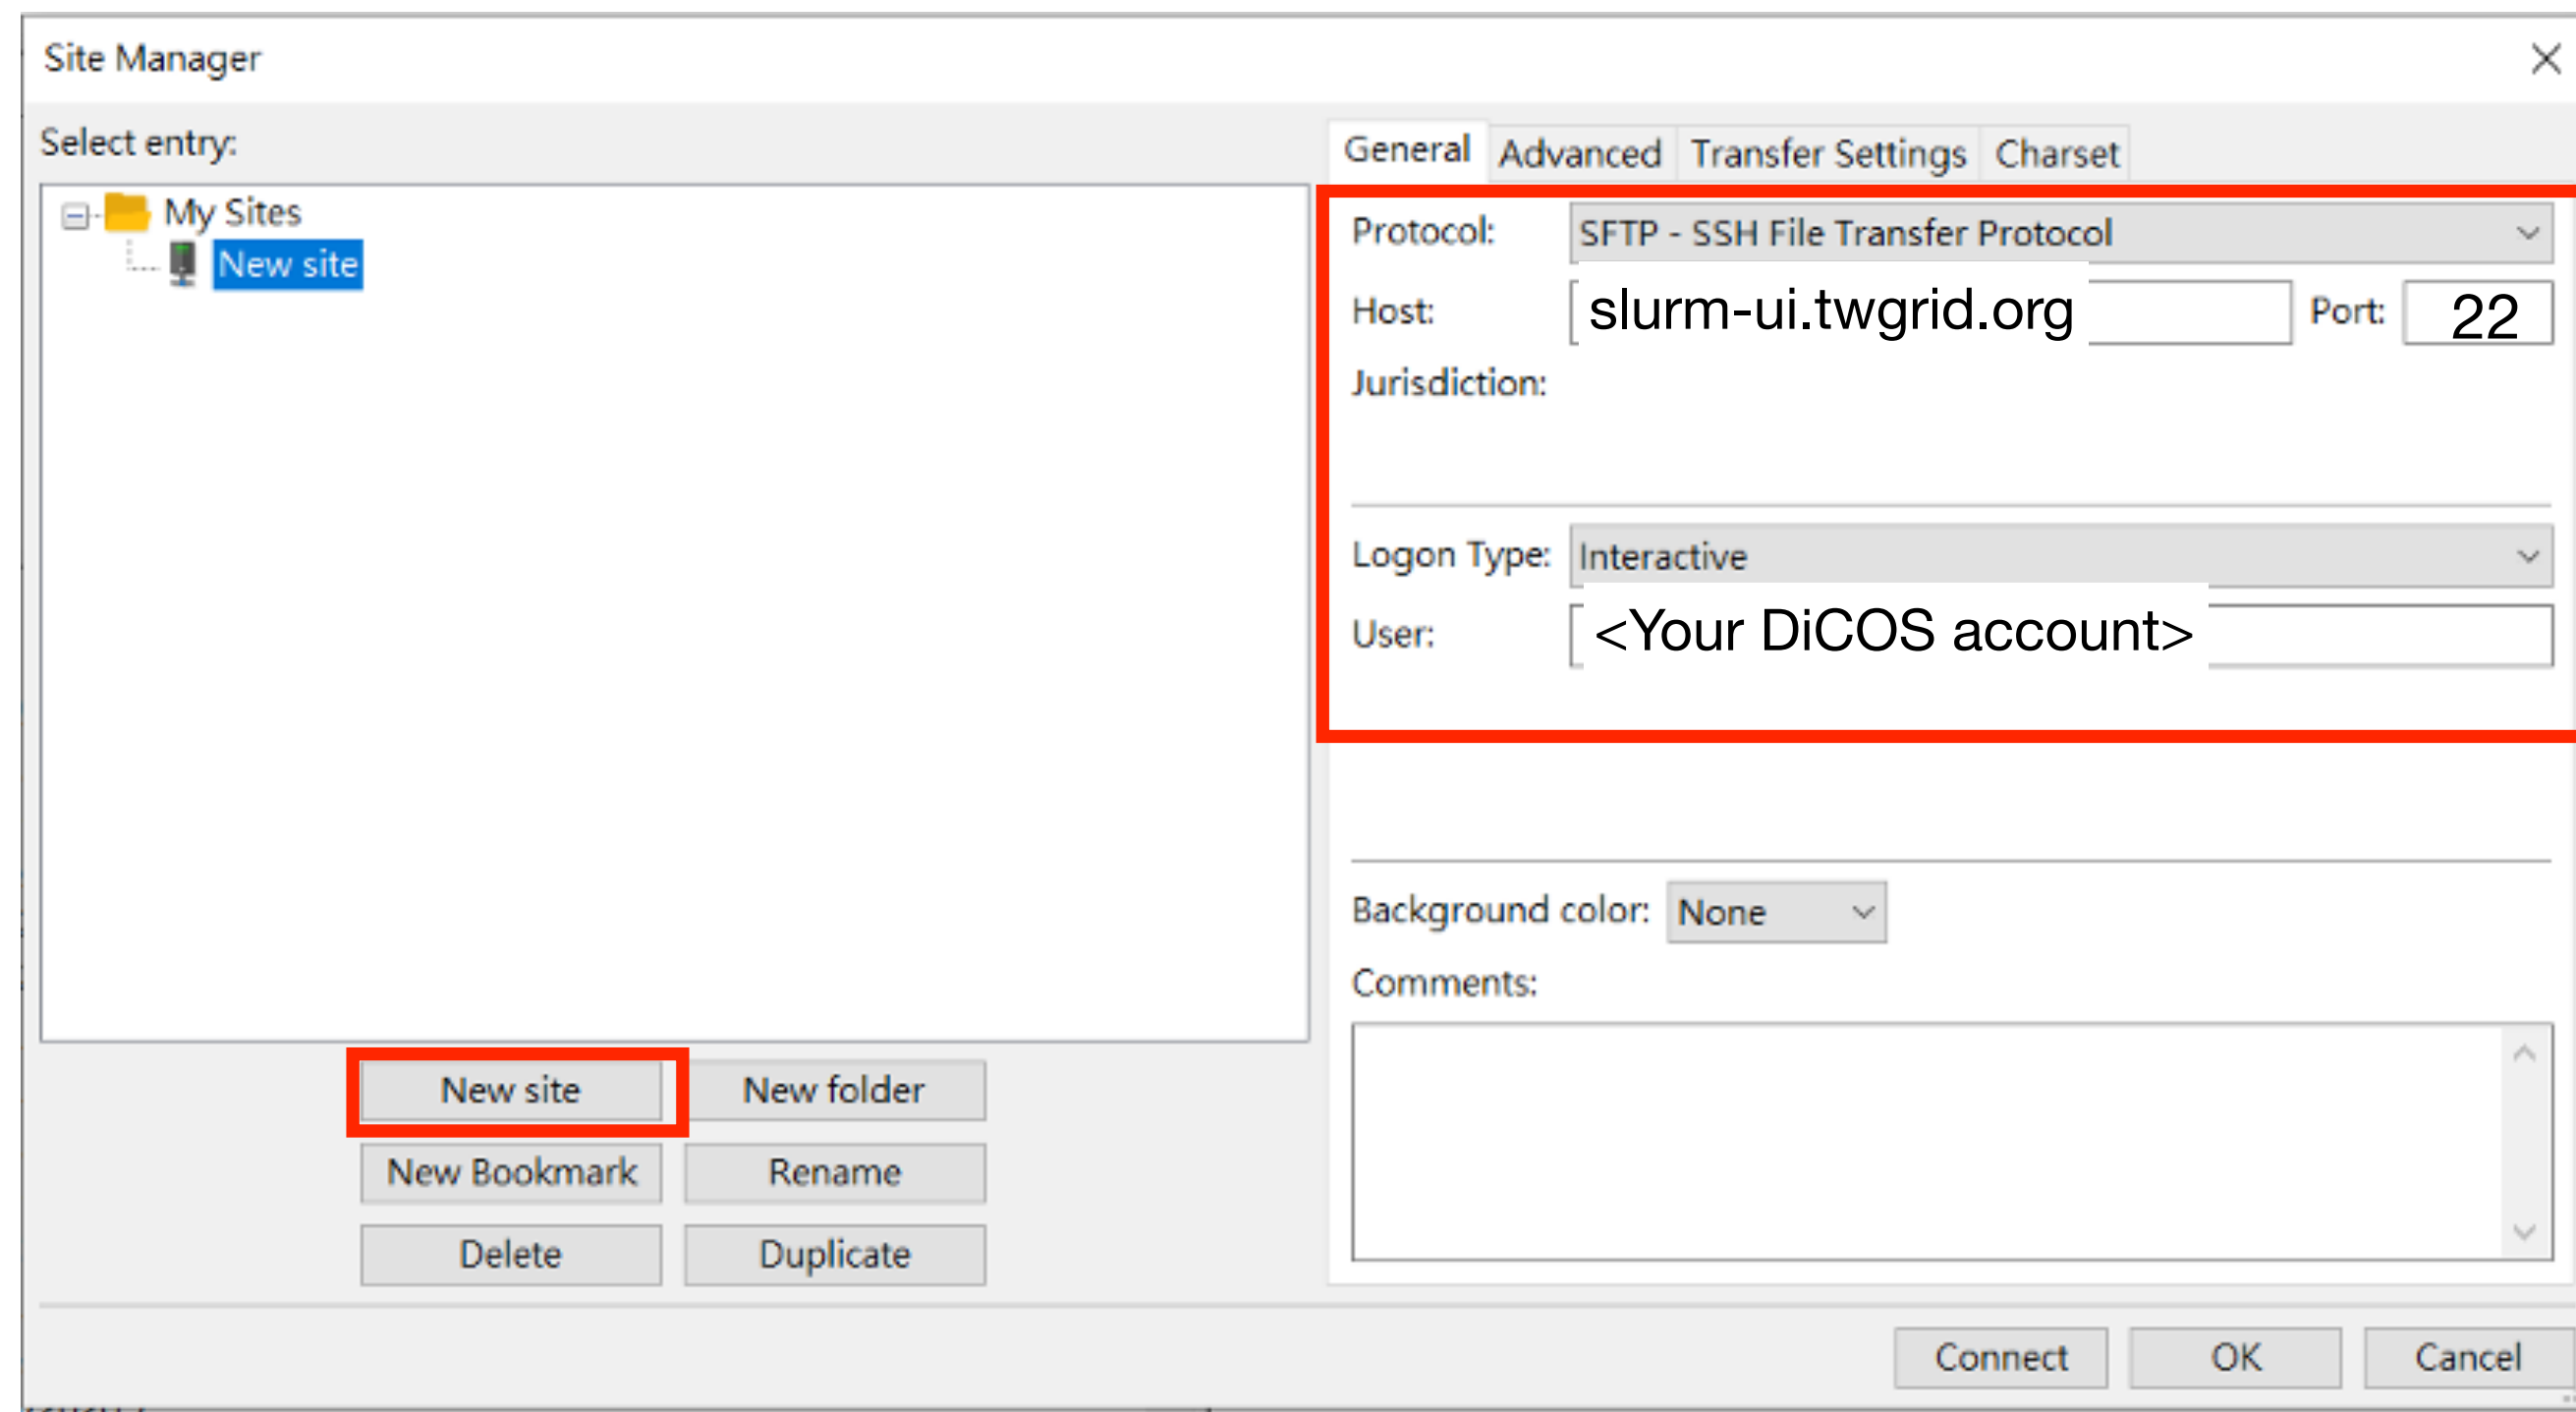 Site Manager
Select entry:
My Sites
New site
New site New folder
New Bookmark Rename
Delete Duplicate
General Advanced Transfer Settings Charset
Protocol: SFTP - SSH File Transfer Protocol
Host: slurm-ui.twgrid.org Port: 22
Jurisdiction:
Logon Type: Interactive
User: <Your DiCOS account>
Background color: None
Comments:
Connect OK Cancel